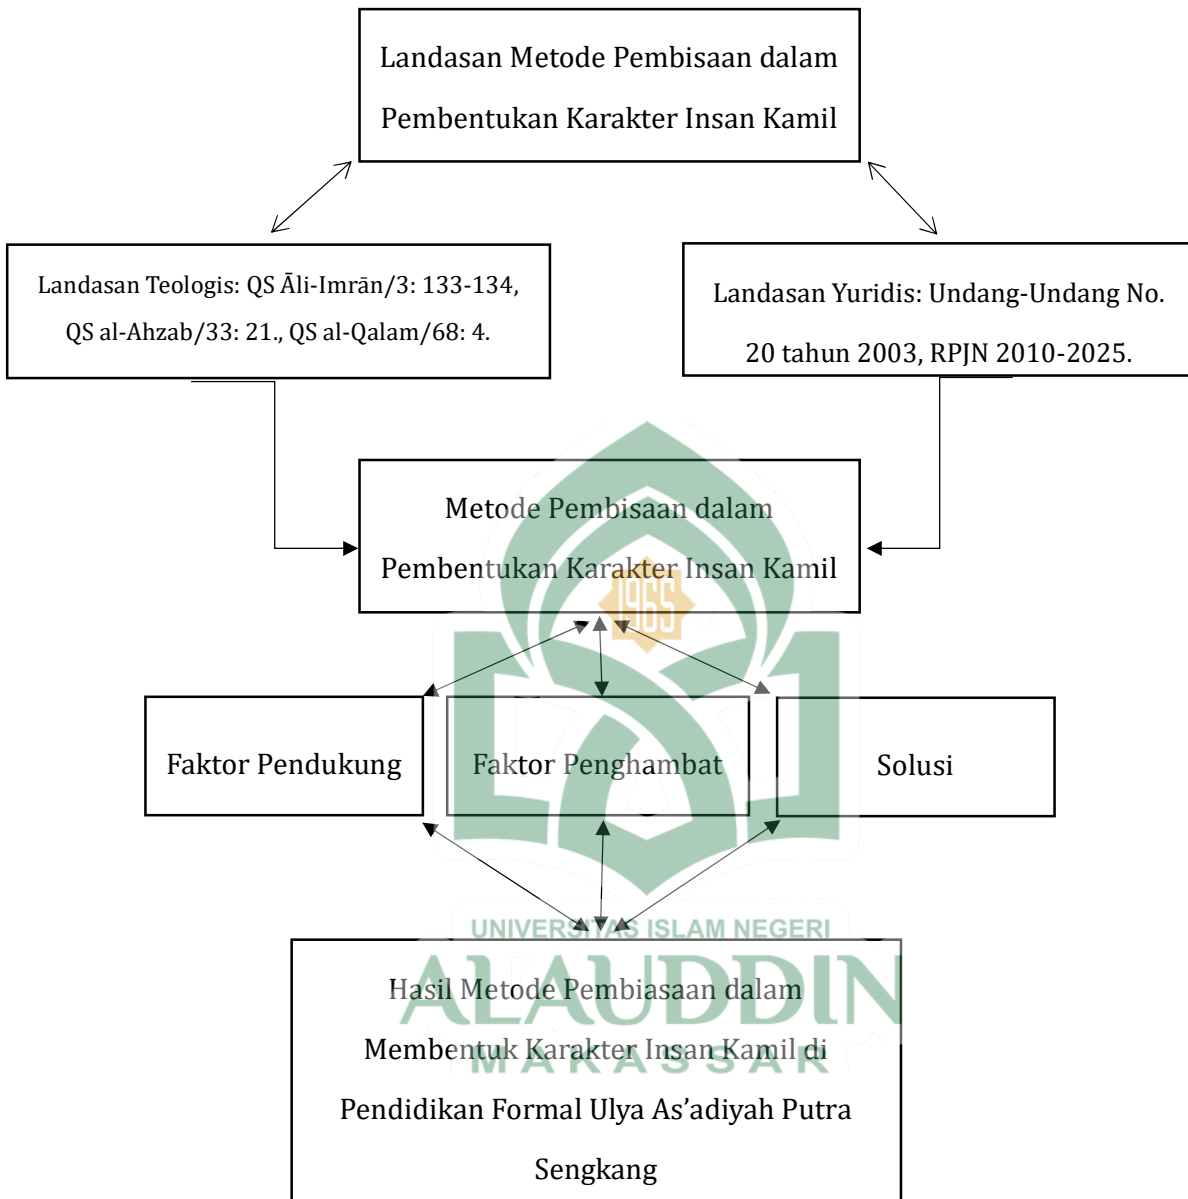 Landasan Metode Pembisaan dalam
Pembentukan Karakter Insan Kamil
Landasan Teologis: QS Āli-Imrān/3: 133-134,
QS al-Ahzab/33: 21., QS al-Qalam/68: 4.
Landasan Yuridis: Undang-Undang No.
20 tahun 2003, RPJN 2010-2025.
Metode Pembisaan dalam
Pembentukan Karakter Insan Kamil
1965
Faktor Pendukung
Faktor Penghambat
Solusi
UNIVERSITAS ISLAM NEGERI
ALAUDDIN
MAKASSAR
Hasil Metode Pembiasaan dalam
Membentuk Karakter Insan Kamil di
Pendidikan Formal Ulya As’adiyah Putra
Sengkang